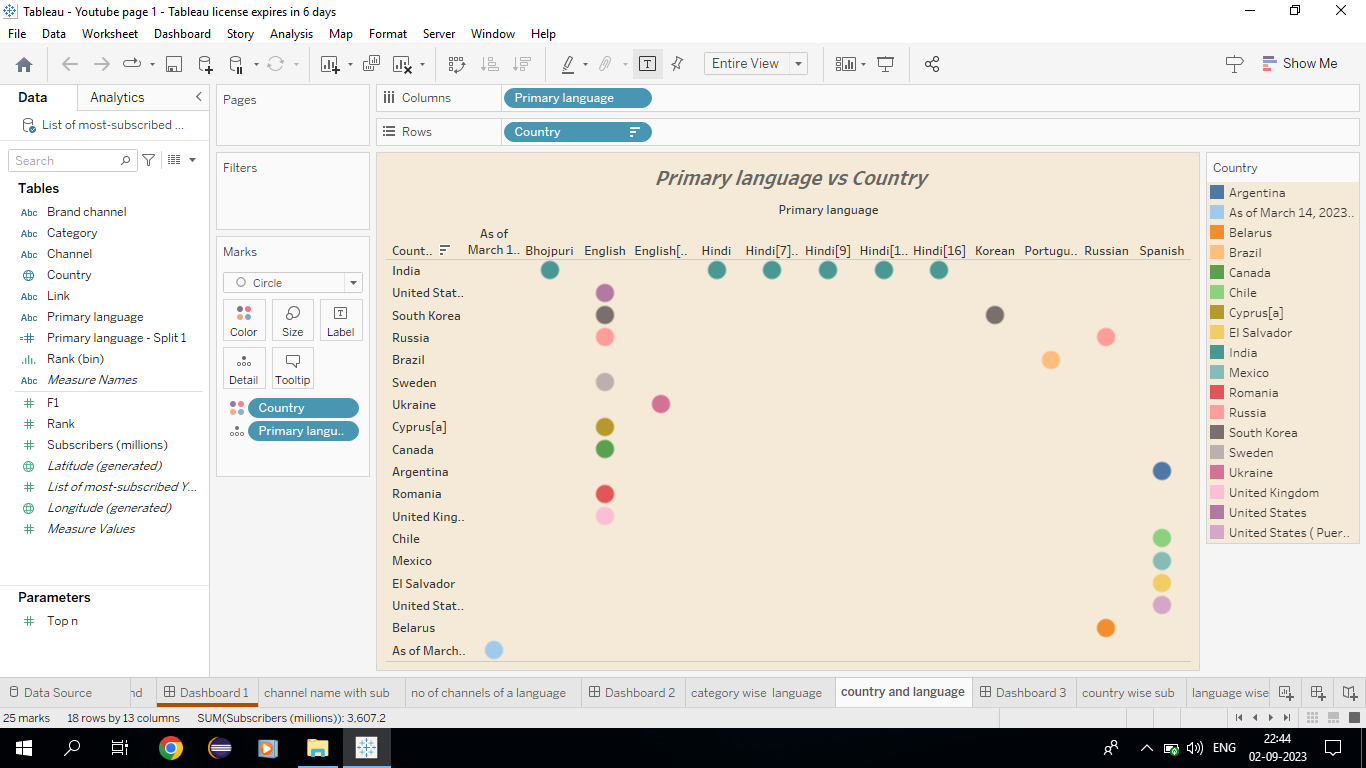 Tableau - Youtube page 1 - Tableau license expires in 6 days
File Data Worksheet Dashboard Story Analysis Map Format Server Window Help
Entire View
Show Me
Data Analytics
List of most-subscribed ...
Search
Tables
Abc Brand channel
Abc Category
Abc Channel
Country
Abc Link
Abc Primary language
Primary language - Split 1
Rank (bin)
Abc Measure Names
F1
Rank
Subscribers (millions)
Latitude (generated)
List of most-subscribed Y...
Longitude (generated)
Measure Values
Parameters
Top n
Pages
Filters
Marks
Circle
Color Size Label
Detail Tooltip
Country
Primary langu..
Columns Primary language
Rows Country
Primary language vs Country
Primary language
Count.. As of March 1... Bhojpuri English English[.. Hindi Hindi[7].. Hindi[9] Hindi[1.. Hindi[16] Korean Portugu.. Russian Spanish
India
United Stat..
South Korea
Russia
Brazil
Sweden
Ukraine
Cyprus[a]
Canada
Argentina
Romania
United King..
Chile
Mexico
El Salvador
United Stat..
Belarus
As of March..
Country
Argentina
As of March 14, 2023..
Belarus
Brazil
Canada
Chile
Cyprus[a]
El Salvador
India
Mexico
Romania
Russia
South Korea
Sweden
Ukraine
United Kingdom
United States
United States ( Puer..
Data Source nd Dashboard 1 channel name with sub no of channels of a language Dashboard 2 category wise language country and language Dashboard 3 country wise sub language wise
25 marks 18 rows by 13 columns SUM(Subscribers (millions)): 3,607.2
ENG
22:44
02-09-2023